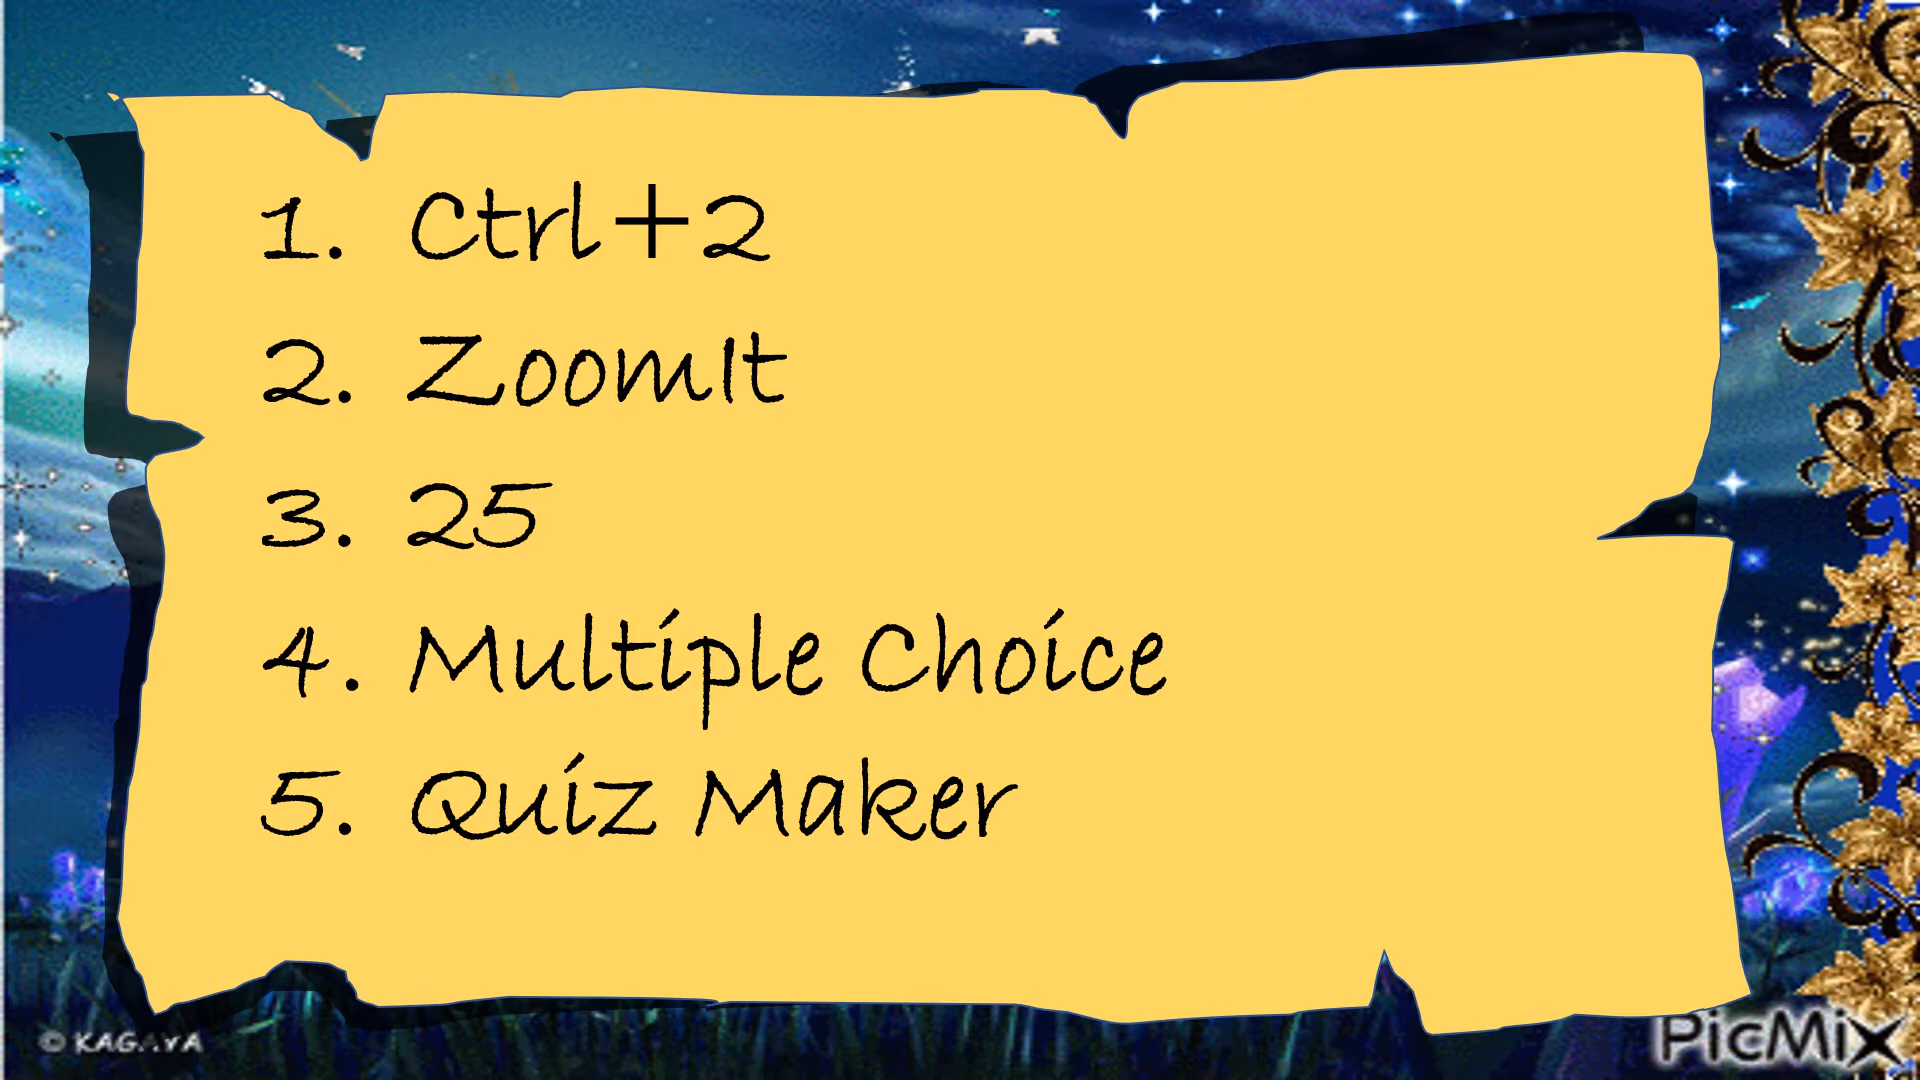 1. Ctrl+2
2. ZoomIt
3. 25
4. Multiple Choice
5. Quiz Maker
© KAGAYA
PicMix